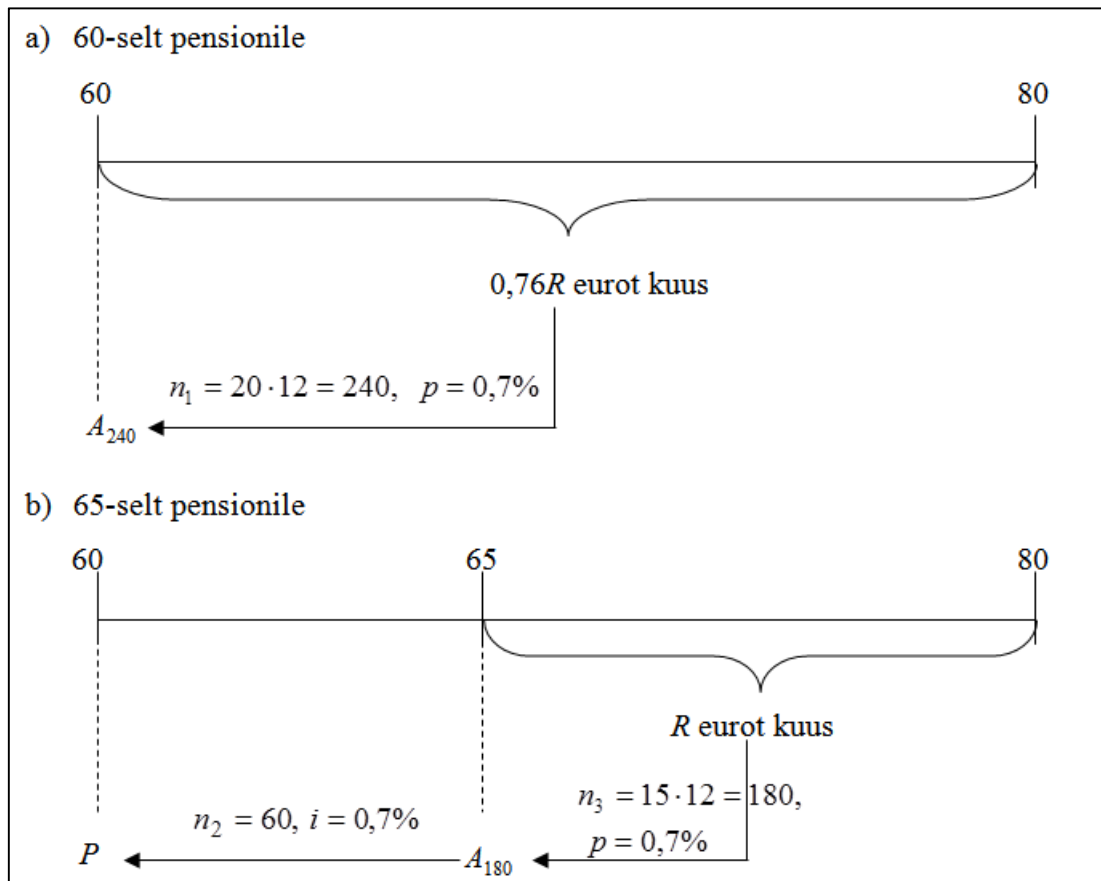 a) 60-selt pensionile
60 80
0,76R eurot kuus
n₁ = 20·12 = 240, p = 0,7%
A₂₄₀
b) 65-selt pensionile
60 65 80
R eurot kuus
n₃ = 15·12 = 180,
n₂ = 60, i = 0,7%
p = 0,7%
P A₁₈₀